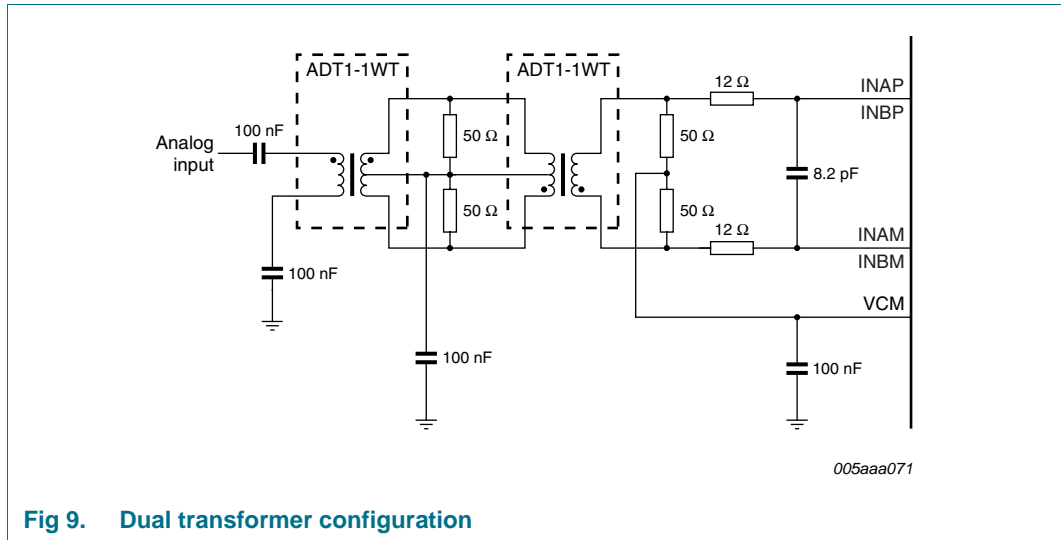 ADT1-1WT
ADT1-1WT
12 Ω
INAP
INBP
100 nF
Analog
input
50 Ω
50 Ω
8.2 pF
50 Ω
50 Ω
12 Ω
INAM
INBM
100 nF
VCM
100 nF
100 nF
005aaa071
Fig 9. Dual transformer configuration